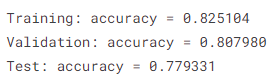 Training: accuracy = 0.825104
Validation: accuracy = 0.807980
Test: accuracy = 0.779331